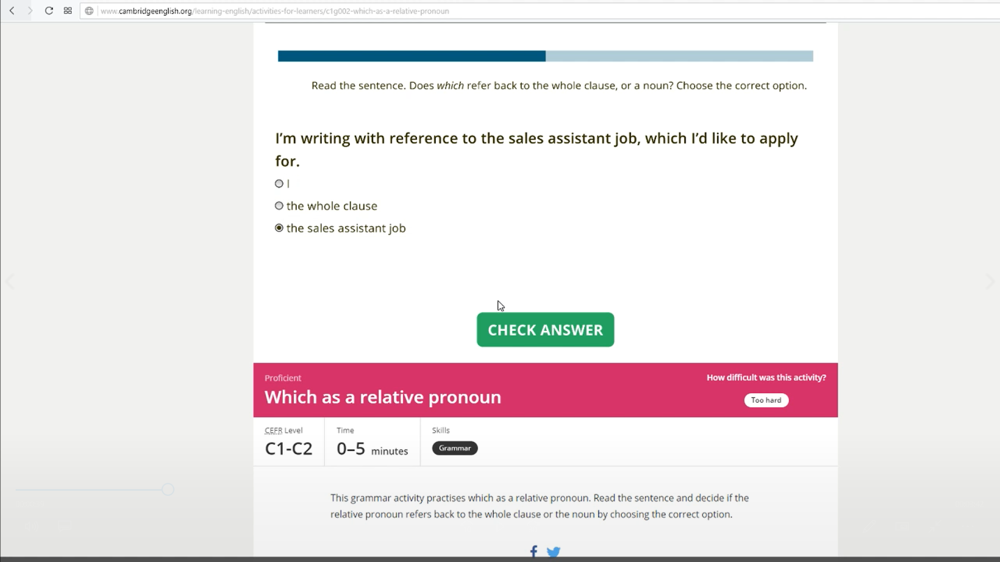 www.cambridgeenglish.org/learning-english/activities-for-learners/c1g002-which-as-a-relative-pronoun
Read the sentence. Does which refer back to the whole clause, or a noun? Choose the correct option.
I'm writing with reference to the sales assistant job, which I'd like to apply
for.
I
the whole clause
the sales assistant job
CHECK ANSWER
Proficient
How difficult was this activity?
Which as a relative pronoun
Too hard
CEFR Level
Time
Skills
C1-C2
0–5 minutes
Grammar
This grammar activity practises which as a relative pronoun. Read the sentence and decide if the
relative pronoun refers back to the whole clause or the noun by choosing the correct option.